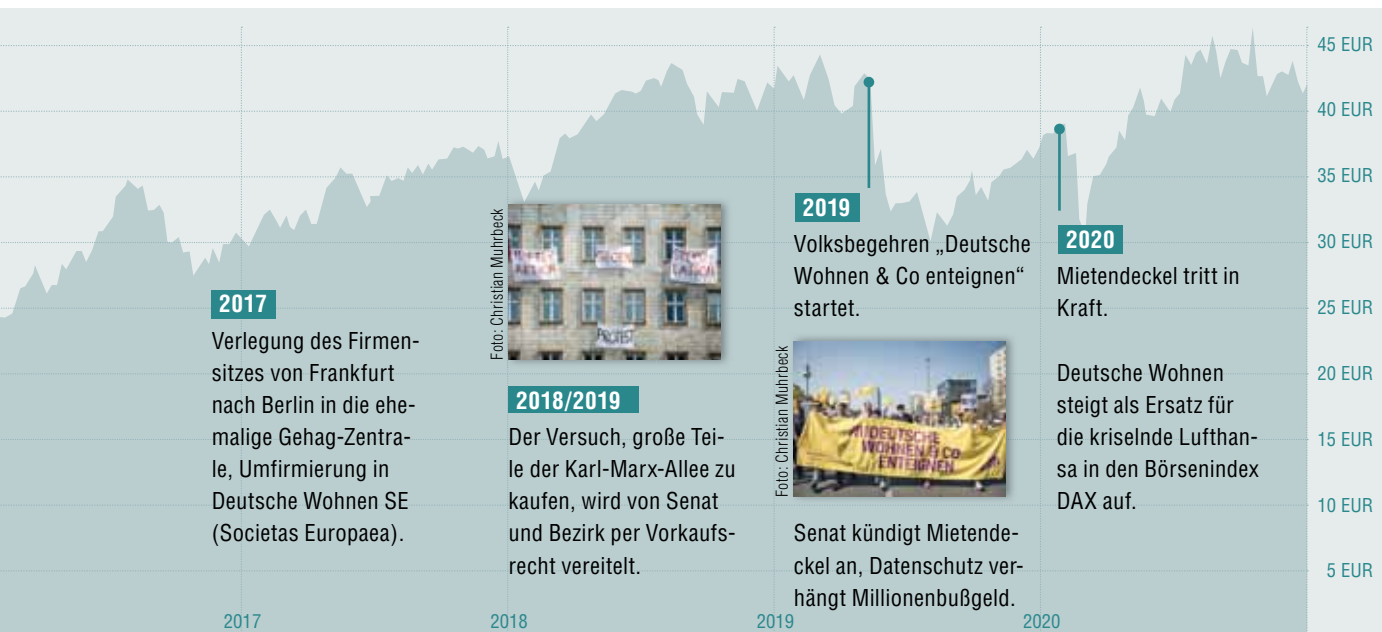 45 EUR
40 EUR
35 EUR
30 EUR
25 EUR
20 EUR
15 EUR
10 EUR
5 EUR
2017
Verlegung des Firmen-
sitzes von Frankfurt
nach Berlin in die ehe-
malige Gehag-Zentra-
le, Umfirmierung in
Deutsche Wohnen SE
(Societas Europaea).
Foto: Christian Muhrbeck
GEGEN
PROTEST
2018/2019
Der Versuch, große Tei-
le der Karl-Marx-Allee zu
kaufen, wird von Senat
und Bezirk per Vorkaufs-
recht vereitelt.
2019
Volksbegehren „Deutsche
Wohnen & Co enteignen“
startet.
Foto: Christian Muhrbeck
DEUTSCHE
WOHNEN & CO
ENTEIGNEN
Senat kündigt Mietende-
ckel an, Datenschutz ver-
hängt Millionenbußgeld.
2020
Mietendeckel tritt in
Kraft.
Deutsche Wohnen
steigt als Ersatz für
die kriselnde Lufthan-
sa in den Börsenindex
DAX auf.
2017
2018
2019
2020